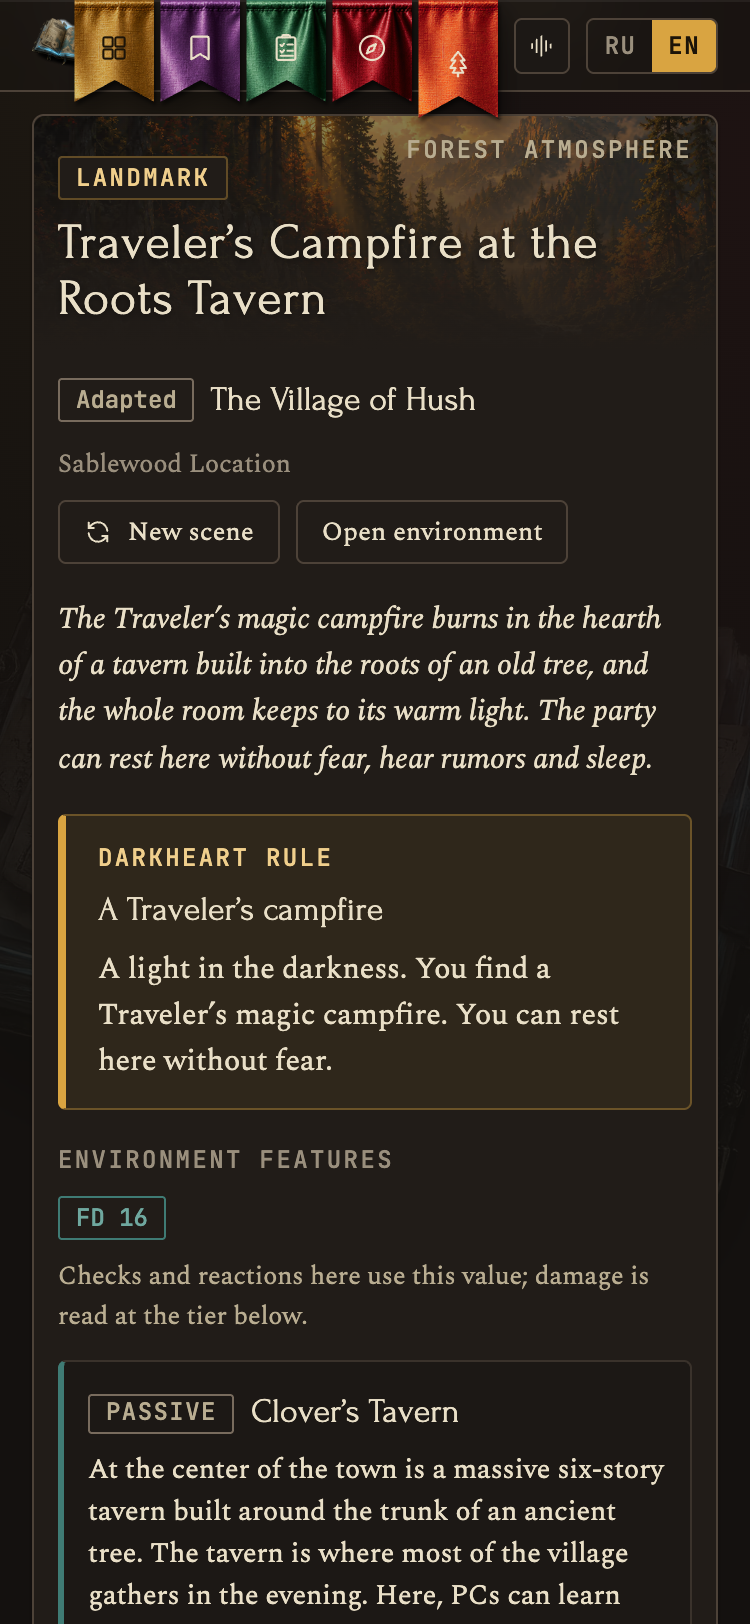 RU EN
FOREST ATMOSPHERE
LANDMARK
Traveler’s Campfire at the
Roots Tavern
Adapted The Village of Hush
Sablewood Location
New scene Open environment
The Traveler’s magic campfire burns in the hearth
of a tavern built into the roots of an old tree, and
the whole room keeps to its warm light. The party
can rest here without fear, hear rumors and sleep.
DARKHEART RULE
A Traveler’s campfire
A light in the darkness. You find a
Traveler’s magic campfire. You can rest
here without fear.
ENVIRONMENT FEATURES
FD 16
Checks and reactions here use this value; damage is
read at the tier below.
PASSIVE Clover’s Tavern
At the center of the town is a massive six-story
tavern built around the trunk of an ancient
tree. The tavern is where most of the village
gathers in the evening. Here, PCs can learn